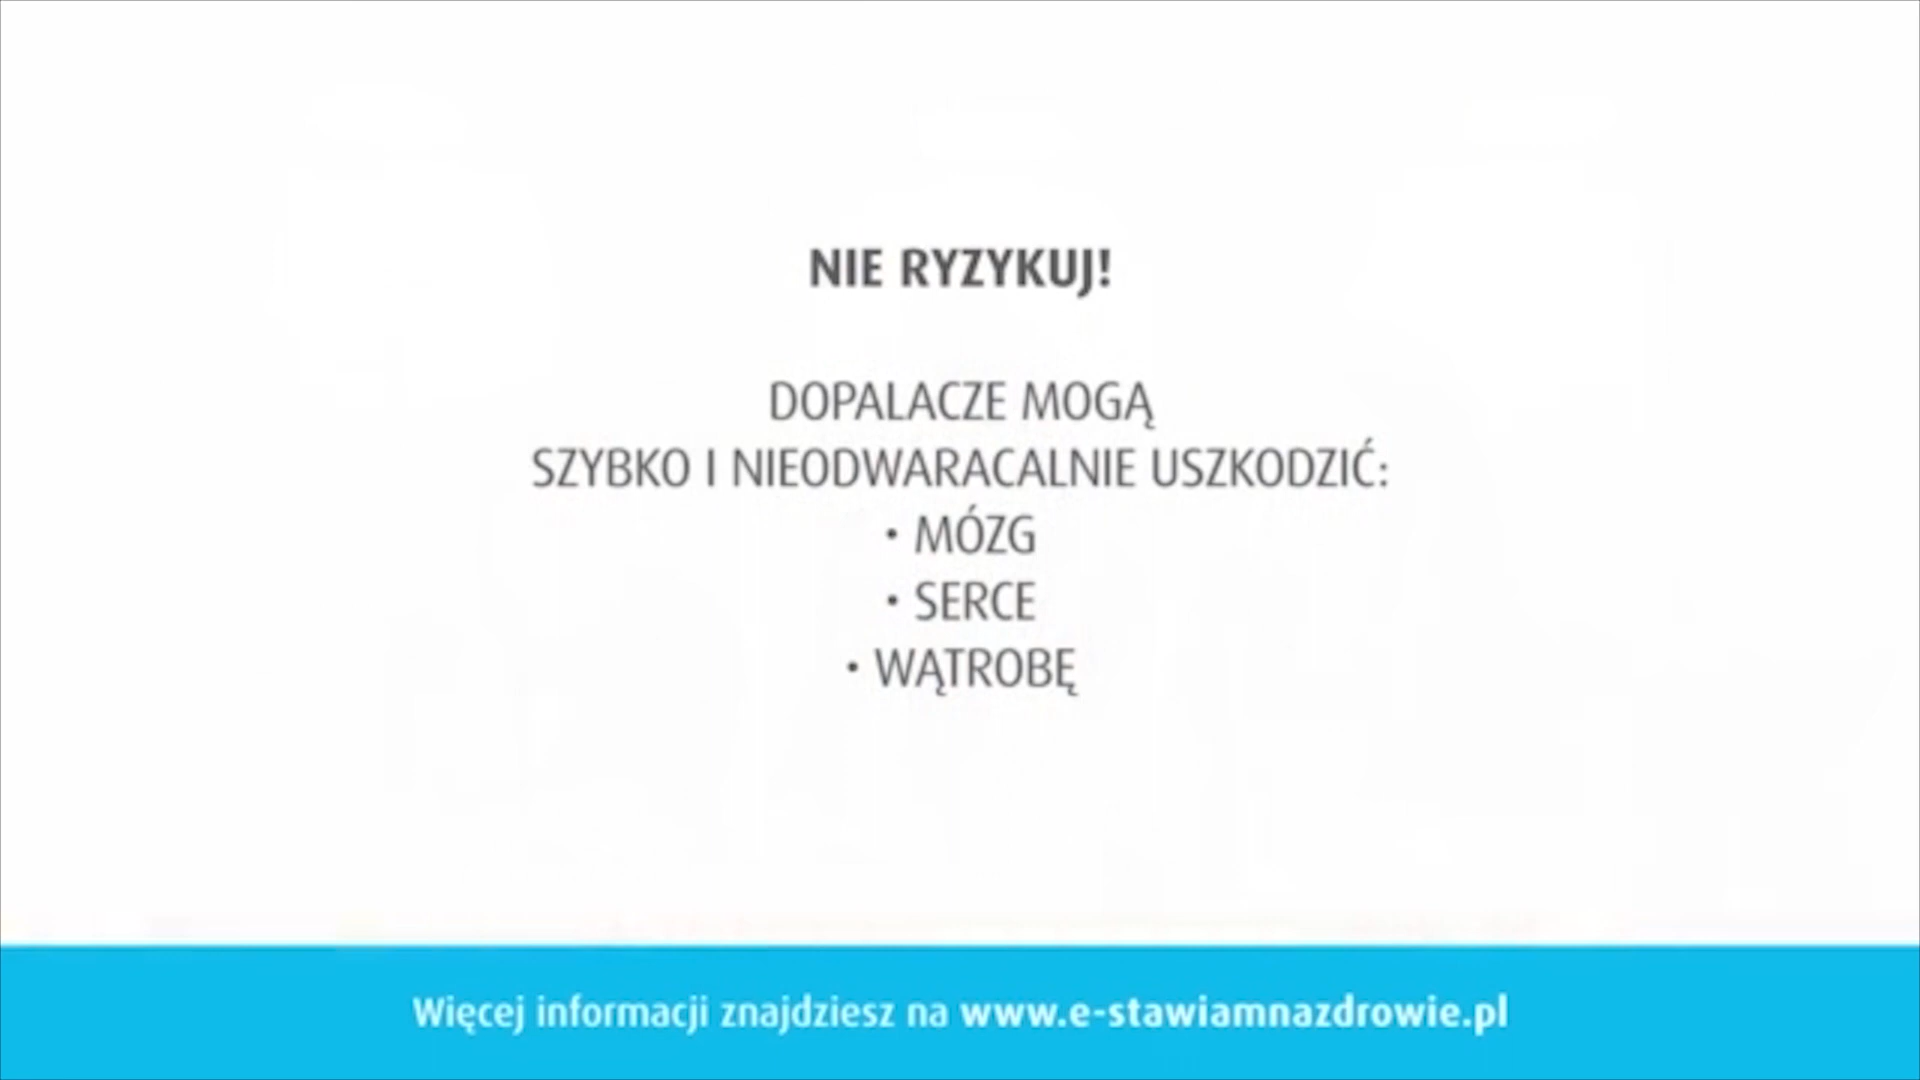 NIE RYZYKUJ!
DOPALACZE MOGĄ
SZYBKO I NIEODWARACALNIE USZKODZIĆ:
• MÓZG
• SERCE
• WĄTROBĘ
Więcej informacji znajdziesz na www.e-stawiamnazdrowie.pl